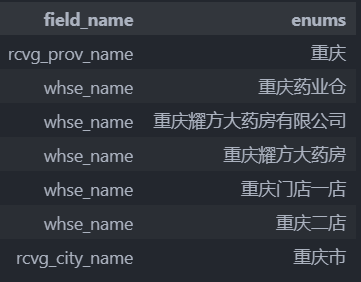 field_name enums
rcvg_prov_name 重庆
whse_name 重庆药业仓
whse_name 重庆耀方大药房有限公司
whse_name 重庆耀方大药房
whse_name 重庆门店一店
whse_name 重庆二店
rcvg_city_name 重庆市